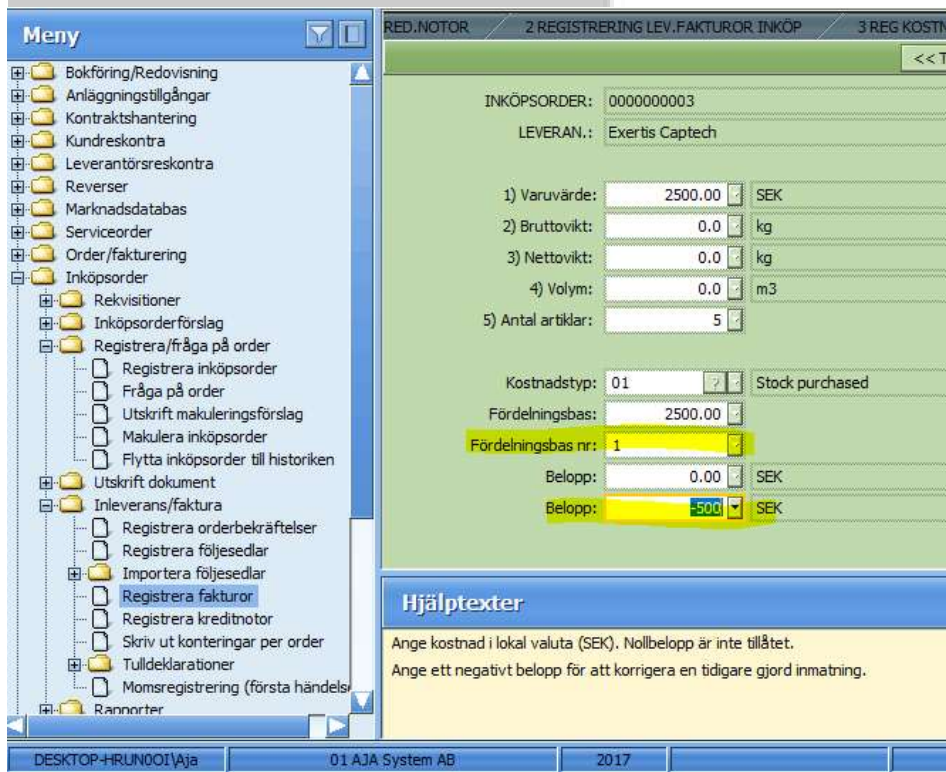 Meny
Bokföring/Redovisning
Anläggningstillgångar
Kontraktshantering
Kundreskontra
Leverantörsreskontra
Reverser
Marknadsdatabas
Serviceorder
Order/fakturering
Inköpsorder
Rekvisitioner
Inköpsorderförslag
Registrera/fråga på order
Registrera inköpsorder
Fråga på order
Utskrift makuleringsförslag
Makulera inköpsorder
Flytta inköpsorder till historiken
Utskrift dokument
Inleverans/faktura
Registrera orderbekräftelser
Registrera följesedlar
Importera följesedlar
Registrera fakturor
Registrera kreditnotor
Skriv ut konteringar per order
Tulldeklarationer
Momsregistrering (första händels
Rapporter
RED.NOTOR 2 REGISTRERING LEV.FAKTUROR INKÖP 3 REG KOSTN
<< T
INKÖPSORDER: 0000000003
LEVERAN.: Exertis Captech
1) Varuvärde: 2500.00 SEK
2) Bruttovikt: 0.0 kg
3) Nettovikt: 0.0 kg
4) Volym: 0.0 m3
5) Antal artiklar: 5
Kostnadstyp: 01 ? Stock purchased
Fördelningsbas: 2500.00
Fördelningsbas nr: 1
Belopp: 0.00 SEK
Belopp: -500 SEK
Hjälptexter
Ange kostnad i lokal valuta (SEK). Nollbelopp är inte tillåtet.
Ange ett negativt belopp för att korrigera en tidigare gjord inmatning.
DESKTOP-HRUN0OI\Aja 01 AJA System AB 2017